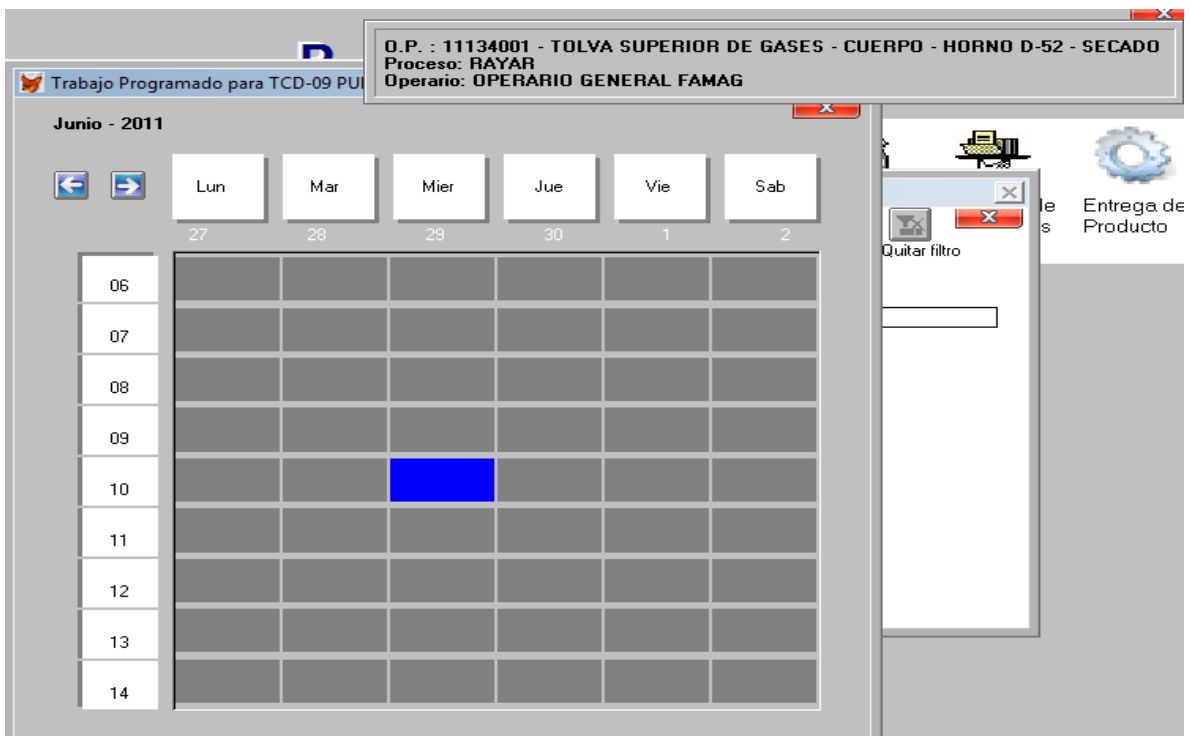 O.P. : 11134001 - TOLVA SUPERIOR DE GASES - CUERPO - HORNO D-52 - SECADO
Proceso: RAYAR
Operario: OPERARIO GENERAL FAMAG
Trabajo Programado para TCD-09
Junio - 2011
Lun Mar Mier Jue Vie Sab
27 28 29 30 1 2
06
07
08
09
10
11
12
13
14
Quitar filtro
Entrega de
Producto